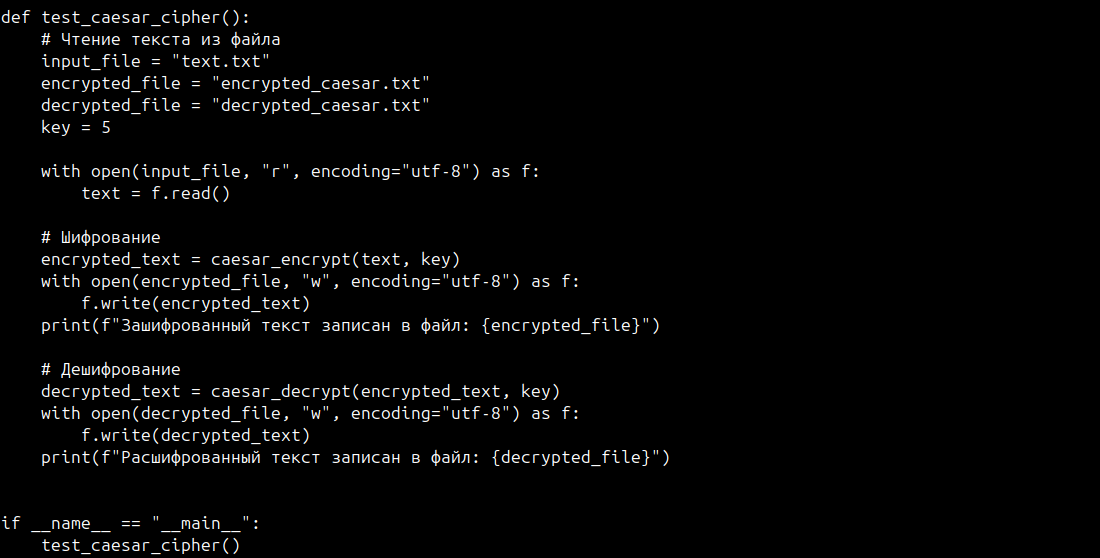 def test_caesar_cipher():
    # Чтение текста из файла
    input_file = "text.txt"
    encrypted_file = "encrypted_caesar.txt"
    decrypted_file = "decrypted_caesar.txt"
    key = 5

    with open(input_file, "r", encoding="utf-8") as f:
        text = f.read()

    # Шифрование
    encrypted_text = caesar_encrypt(text, key)
    with open(encrypted_file, "w", encoding="utf-8") as f:
        f.write(encrypted_text)
    print(f"Зашифрованный текст записан в файл: {encrypted_file}")

    # Дешифрование
    decrypted_text = caesar_decrypt(encrypted_text, key)
    with open(decrypted_file, "w", encoding="utf-8") as f:
        f.write(decrypted_text)
    print(f"Расшифрованный текст записан в файл: {decrypted_file}")


if __name__ == "__main__":
    test_caesar_cipher()